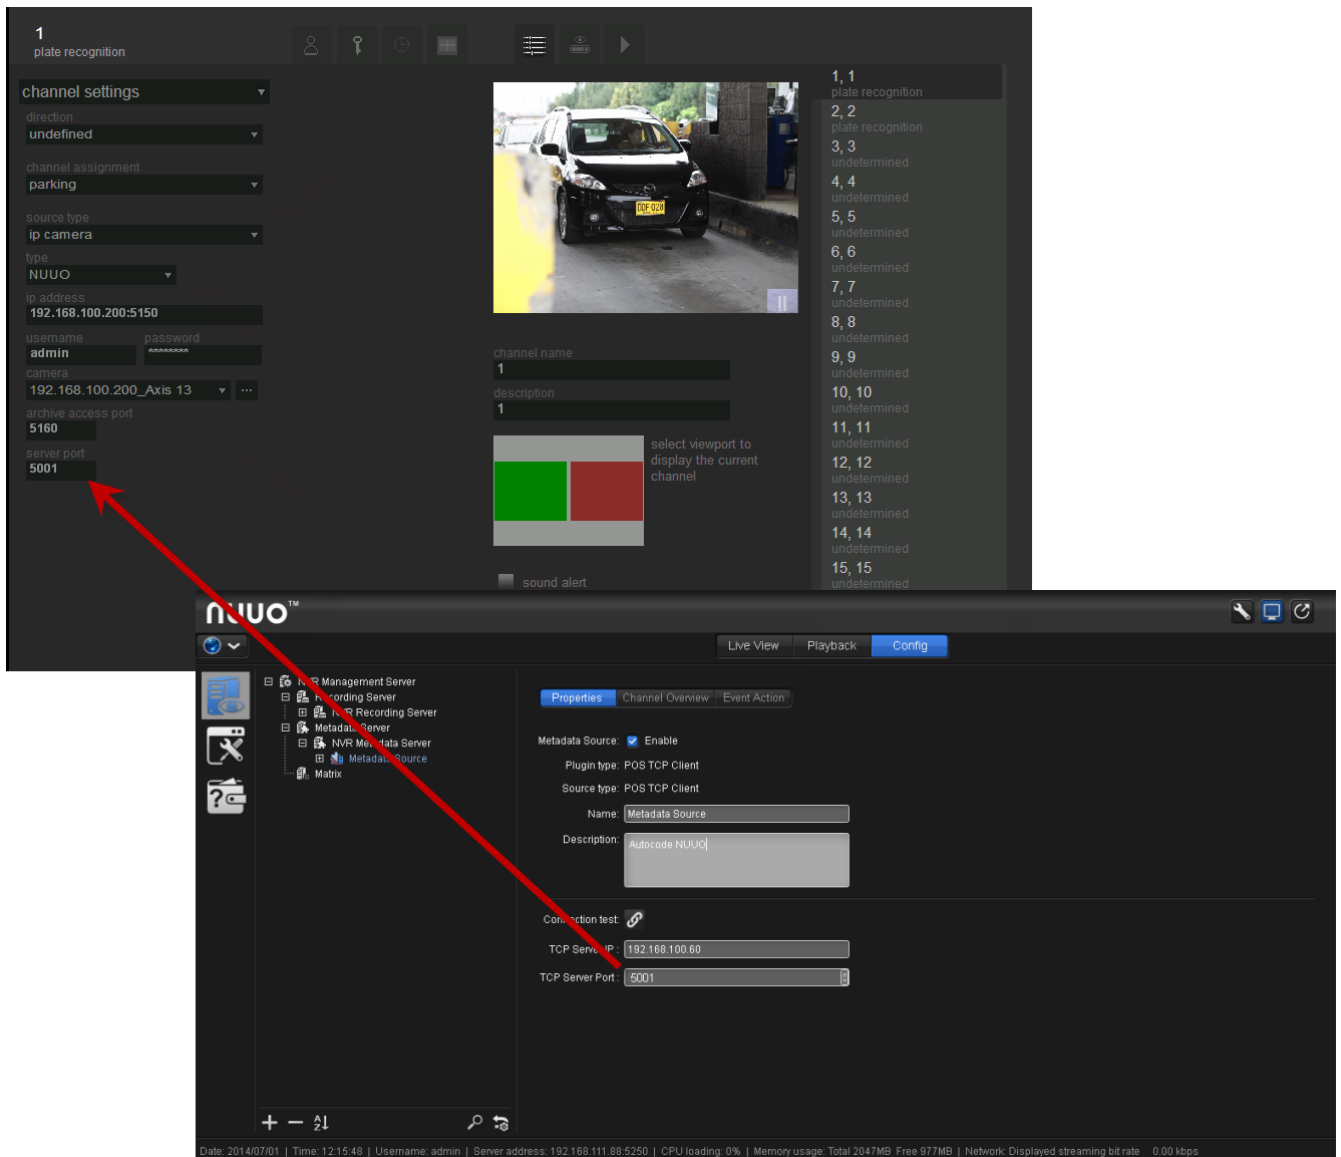 1
plate recognition
channel settings
direction
undefined
channel assignment
parking
source type
ip camera
type
NUUO
ip address
192.168.100.200:5150
username password
admin ********
camera
192.168.100.200_Axis 13 ...
archive access port
5160
server port
5001
DDF 028
channel name
1
description
1
select viewport to
display the current
channel
sound alert
1, 1
plate recognition
2, 2
plate recognition
3, 3
undetermined
4, 4
undetermined
5, 5
undetermined
6, 6
undetermined
7, 7
undetermined
8, 8
undetermined
9, 9
undetermined
10, 10
undetermined
11, 11
undetermined
12, 12
undetermined
13, 13
undetermined
14, 14
undetermined
15, 15
undetermined
nuuo™
Live View Playback Config
NVR Management Server
Recording Server
NVR Recording Server
Metadata Server
NVR Metadata Server
Metadata Source
Matrix
Properties Channel Overview Event Action
Metadata Source: Enable
Plugin type: POS TCP Client
Source type: POS TCP Client
Name: Metadata Source
Description: Autocode NUUO
Connection test:
TCP Server IP : 192.168.100.60
TCP Server Port : 5001
Date: 2014/07/01 | Time: 12:15:48 | Username: admin | Server address: 192.168.111.88:5250 | CPU loading: 0% | Memory usage: Total 2047MB Free 977MB | Network: Displayed streaming bit rate 0.00 kbps